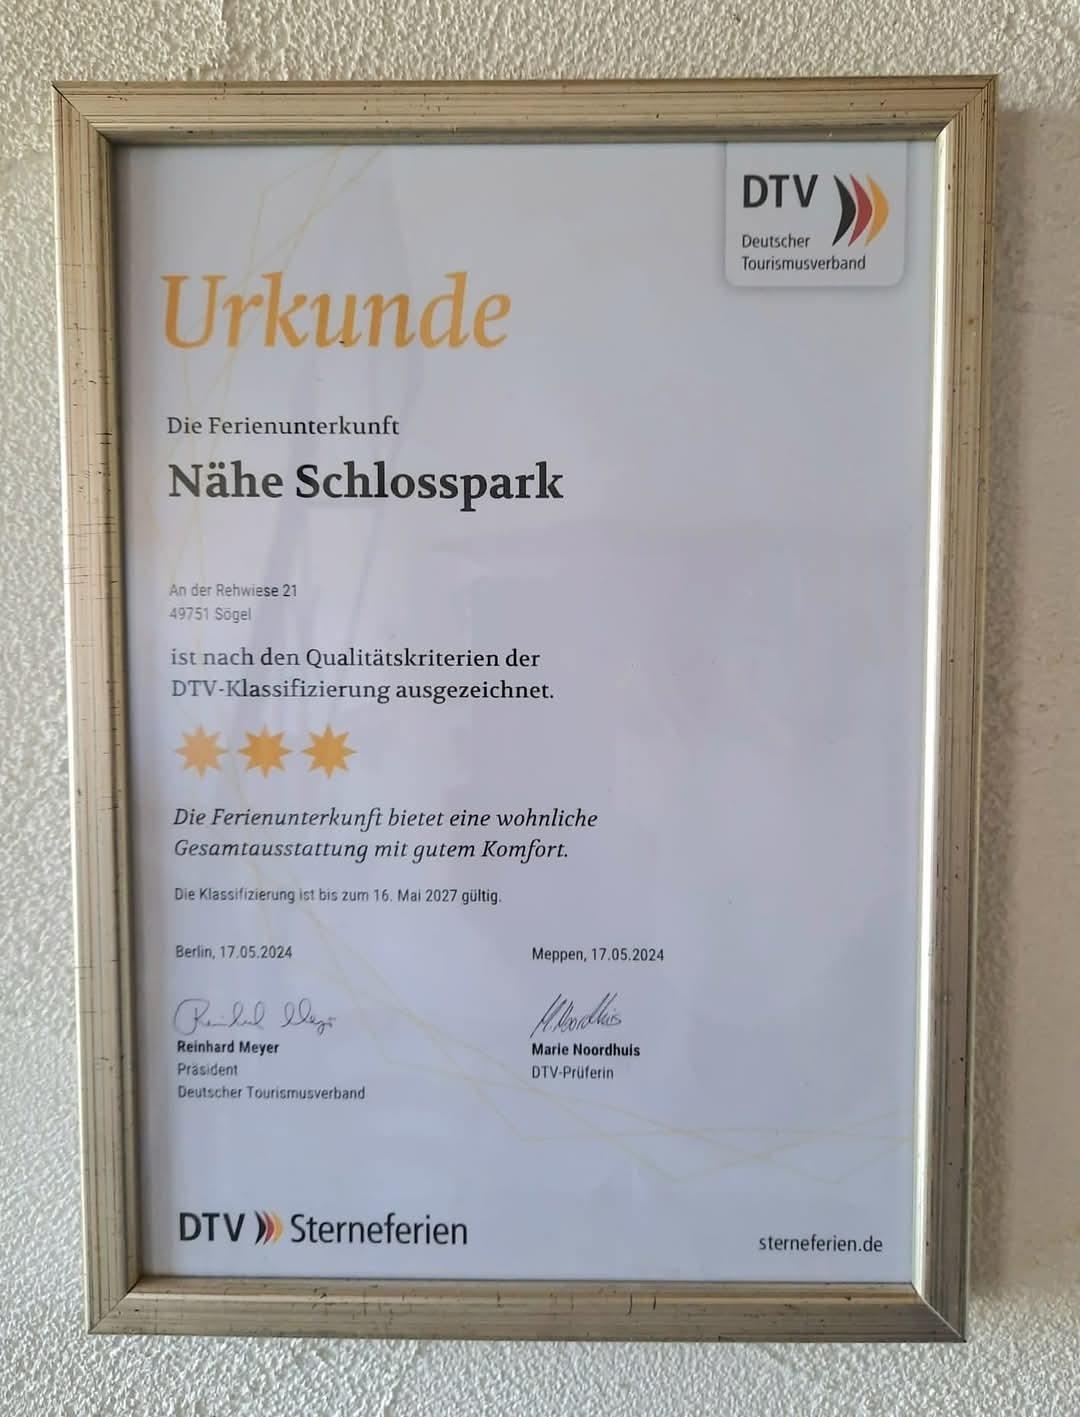 DTV
Deutscher
Tourismusverband
Urkunde
Die Ferienunterkunft
Nähe Schlosspark
An der Rehwiese 21
49751 Sögel
ist nach den Qualitätskriterien der
DTV-Klassifizierung ausgezeichnet.
Die Ferienunterkunft bietet eine wohnliche
Gesamtausstattung mit gutem Komfort.
Die Klassifizierung ist bis zum 16. Mai 2027 gültig.
Berlin, 17.05.2024
Meppen, 17.05.2024
Reinhard Meyer
M. Noordhuis
Reinhard Meyer
Marie Noordhuis
Präsident
DTV-Prüferin
Deutscher Tourismusverband
DTV Sterneferien
sterneferien.de